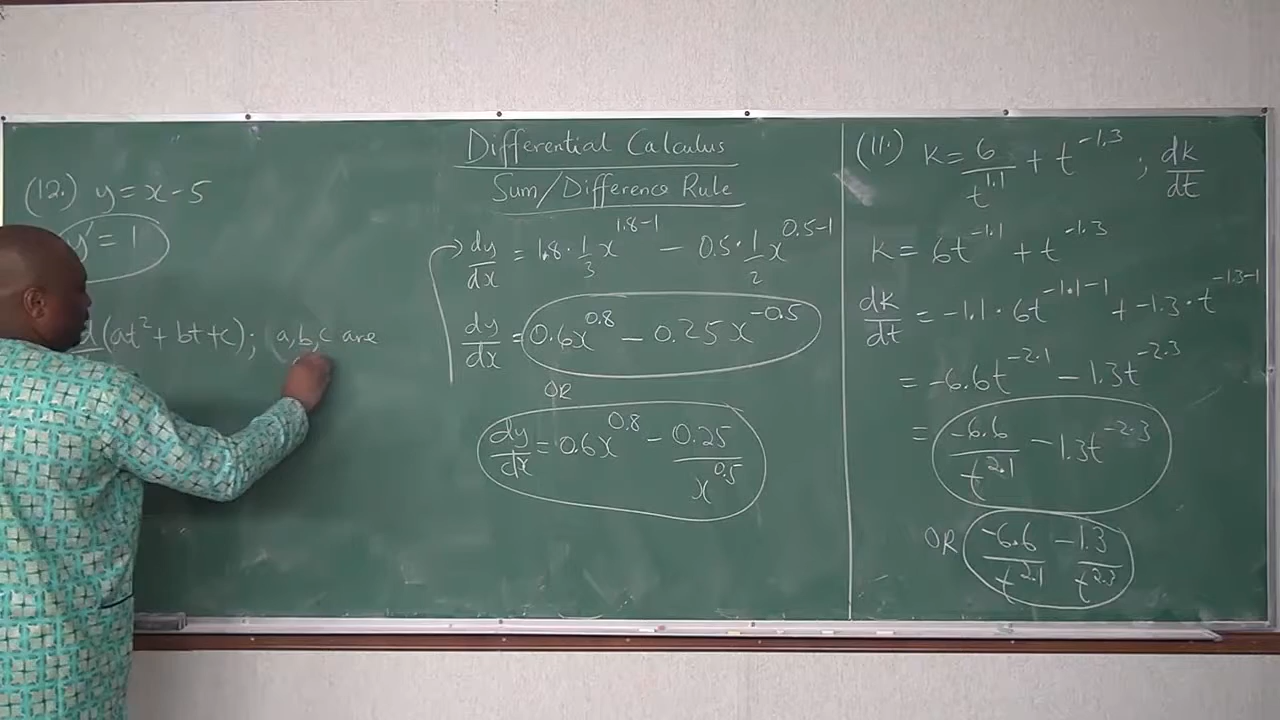 Differential Calculus
Sum/Difference Rule
(12.) y = x - 5
y' = 1
d (at² + bt + c); (a,b,c are
dy/dx = 1.8 · 1/3 x^(1.8-1) - 0.5 · 1/2 x^(0.5-1)
dy/dx = 0.6x^0.8 - 0.25x^-0.5
OR
dy/dx = 0.6x^0.8 - 0.25/x^0.5
(11.) K = 6/t^1.1 + t^-1.3 ; dk/dt
K = 6t^-1.1 + t^-1.3
dK/dt = -1.1 · 6t^(-1.1-1) + -1.3 · t^(-1.3-1)
= -6.6t^-2.1 - 1.3t^-2.3
= -6.6/t^2.1 - 1.3t^-2.3
OR -6.6/t^2.1 - 1.3/t^2.3